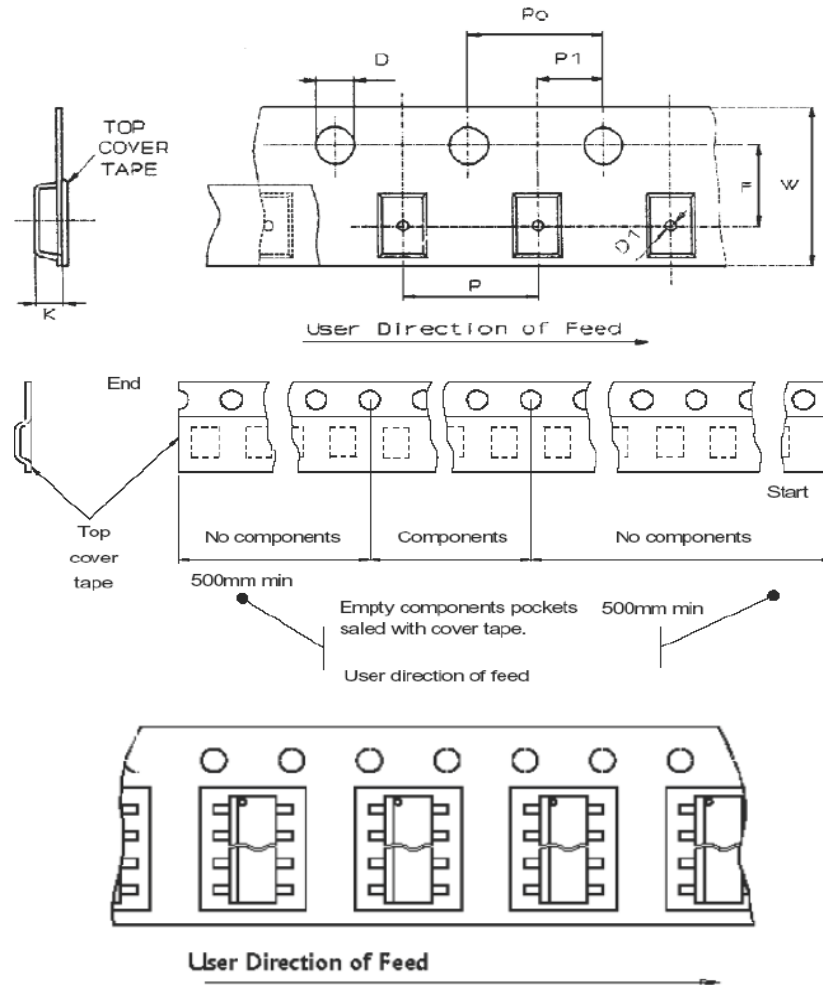 Po
D
P1
TOP
COVER
TAPE
F
W
D1
P
K
User Direction of Feed
End
Start
Top
cover
tape
No components
Components
No components
500mm min
500mm min
Empty components pockets
saled with cover tape.
User direction of feed
User Direction of Feed